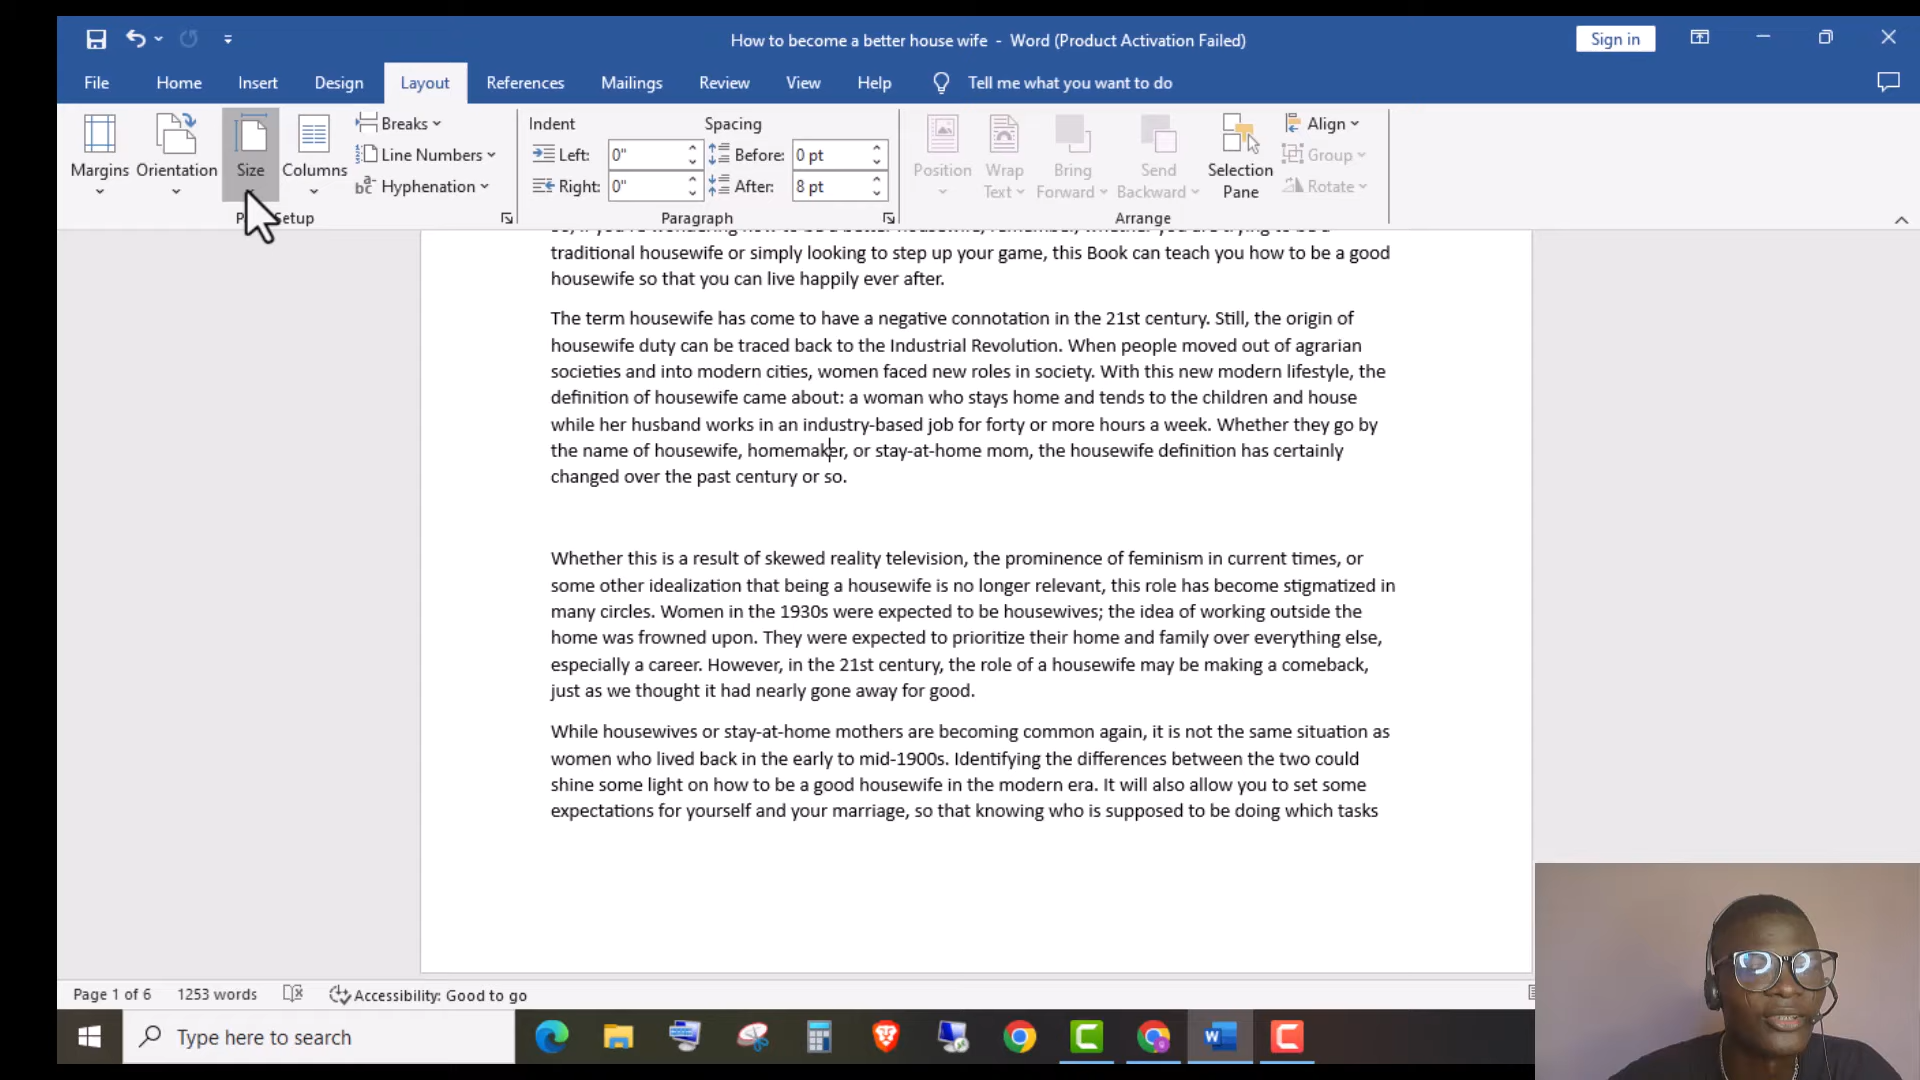 How to become a better house wife - Word (Product Activation Failed)
Sign in
File Home Insert Design Layout References Mailings Review View Help Tell me what you want to do
Margins Orientation Size Columns
Breaks
Line Numbers
Hyphenation
Indent
Left: 0"
Right: 0"
Spacing
Before: 0 pt
After: 8 pt
Position
Wrap Text
Bring Forward
Send Backward
Selection Pane
Align
Group
Rotate
Setup
Paragraph
Arrange
So, if you're wondering how to be a better housewife, remember, whether you are trying to be a
traditional housewife or simply looking to step up your game, this Book can teach you how to be a good
housewife so that you can live happily ever after.
The term housewife has come to have a negative connotation in the 21st century. Still, the origin of
housewife duty can be traced back to the Industrial Revolution. When people moved out of agrarian
societies and into modern cities, women faced new roles in society. With this new modern lifestyle, the
definition of housewife came about: a woman who stays home and tends to the children and house
while her husband works in an industry-based job for forty or more hours a week. Whether they go by
the name of housewife, homemaker, or stay-at-home mom, the housewife definition has certainly
changed over the past century or so.
Whether this is a result of skewed reality television, the prominence of feminism in current times, or
some other idealization that being a housewife is no longer relevant, this role has become stigmatized in
many circles. Women in the 1930s were expected to be housewives; the idea of working outside the
home was frowned upon. They were expected to prioritize their home and family over everything else,
especially a career. However, in the 21st century, the role of a housewife may be making a comeback,
just as we thought it had nearly gone away for good.
While housewives or stay-at-home mothers are becoming common again, it is not the same situation as
women who lived back in the early to mid-1900s. Identifying the differences between the two could
shine some light on how to be a good housewife in the modern era. It will also allow you to set some
expectations for yourself and your marriage, so that knowing who is supposed to be doing which tasks
Page 1 of 6 1253 words Accessibility: Good to go
Type here to search